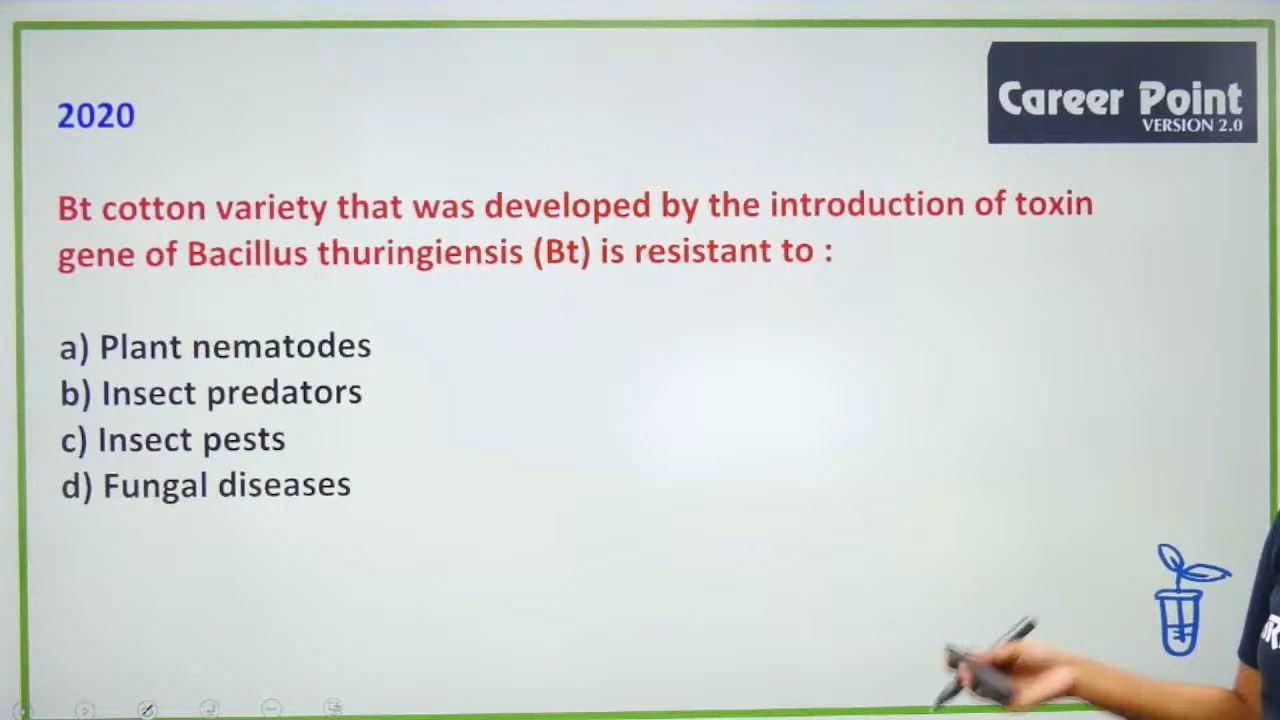 Career Point
VERSION 2.0
2020
Bt cotton variety that was developed by the introduction of toxin
gene of Bacillus thuringiensis (Bt) is resistant to :
a) Plant nematodes
b) Insect predators
c) Insect pests
d) Fungal diseases